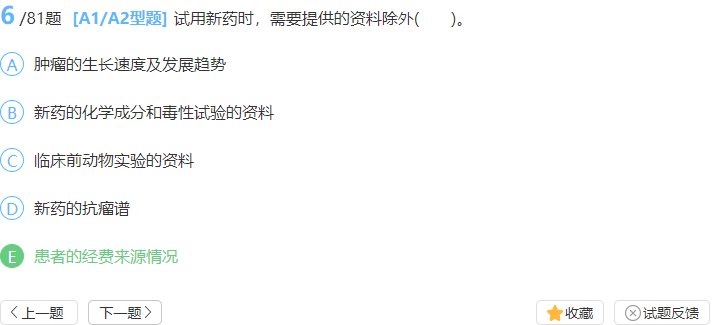 6/81题 [A1/A2型题] 试用新药时，需要提供的资料除外( )。
A 肿瘤的生长速度及发展趋势
B 新药的化学成分和毒性试验的资料
C 临床前动物实验的资料
D 新药的抗瘤谱
E 患者的经费来源情况
上一题 下一题 收藏 试题反馈